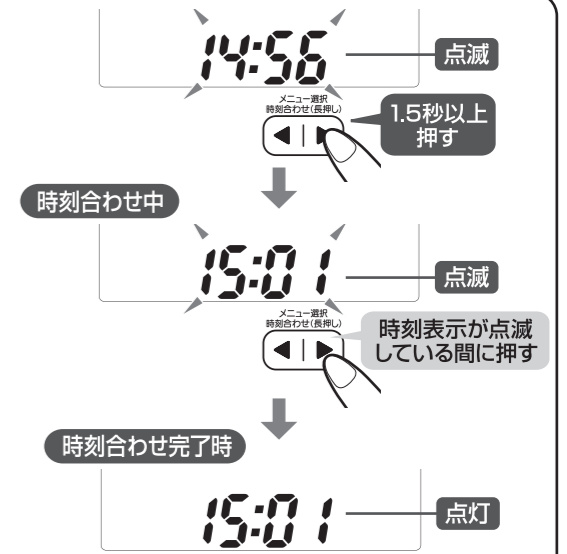 14:56
点滅
メニュー選択
時刻合わせ(長押し)
1.5秒以上
押す
時刻合わせ中
15:01
点滅
メニュー選択
時刻合わせ(長押し)
時刻表示が点滅
している間に押す
時刻合わせ完了時
15:01
点灯